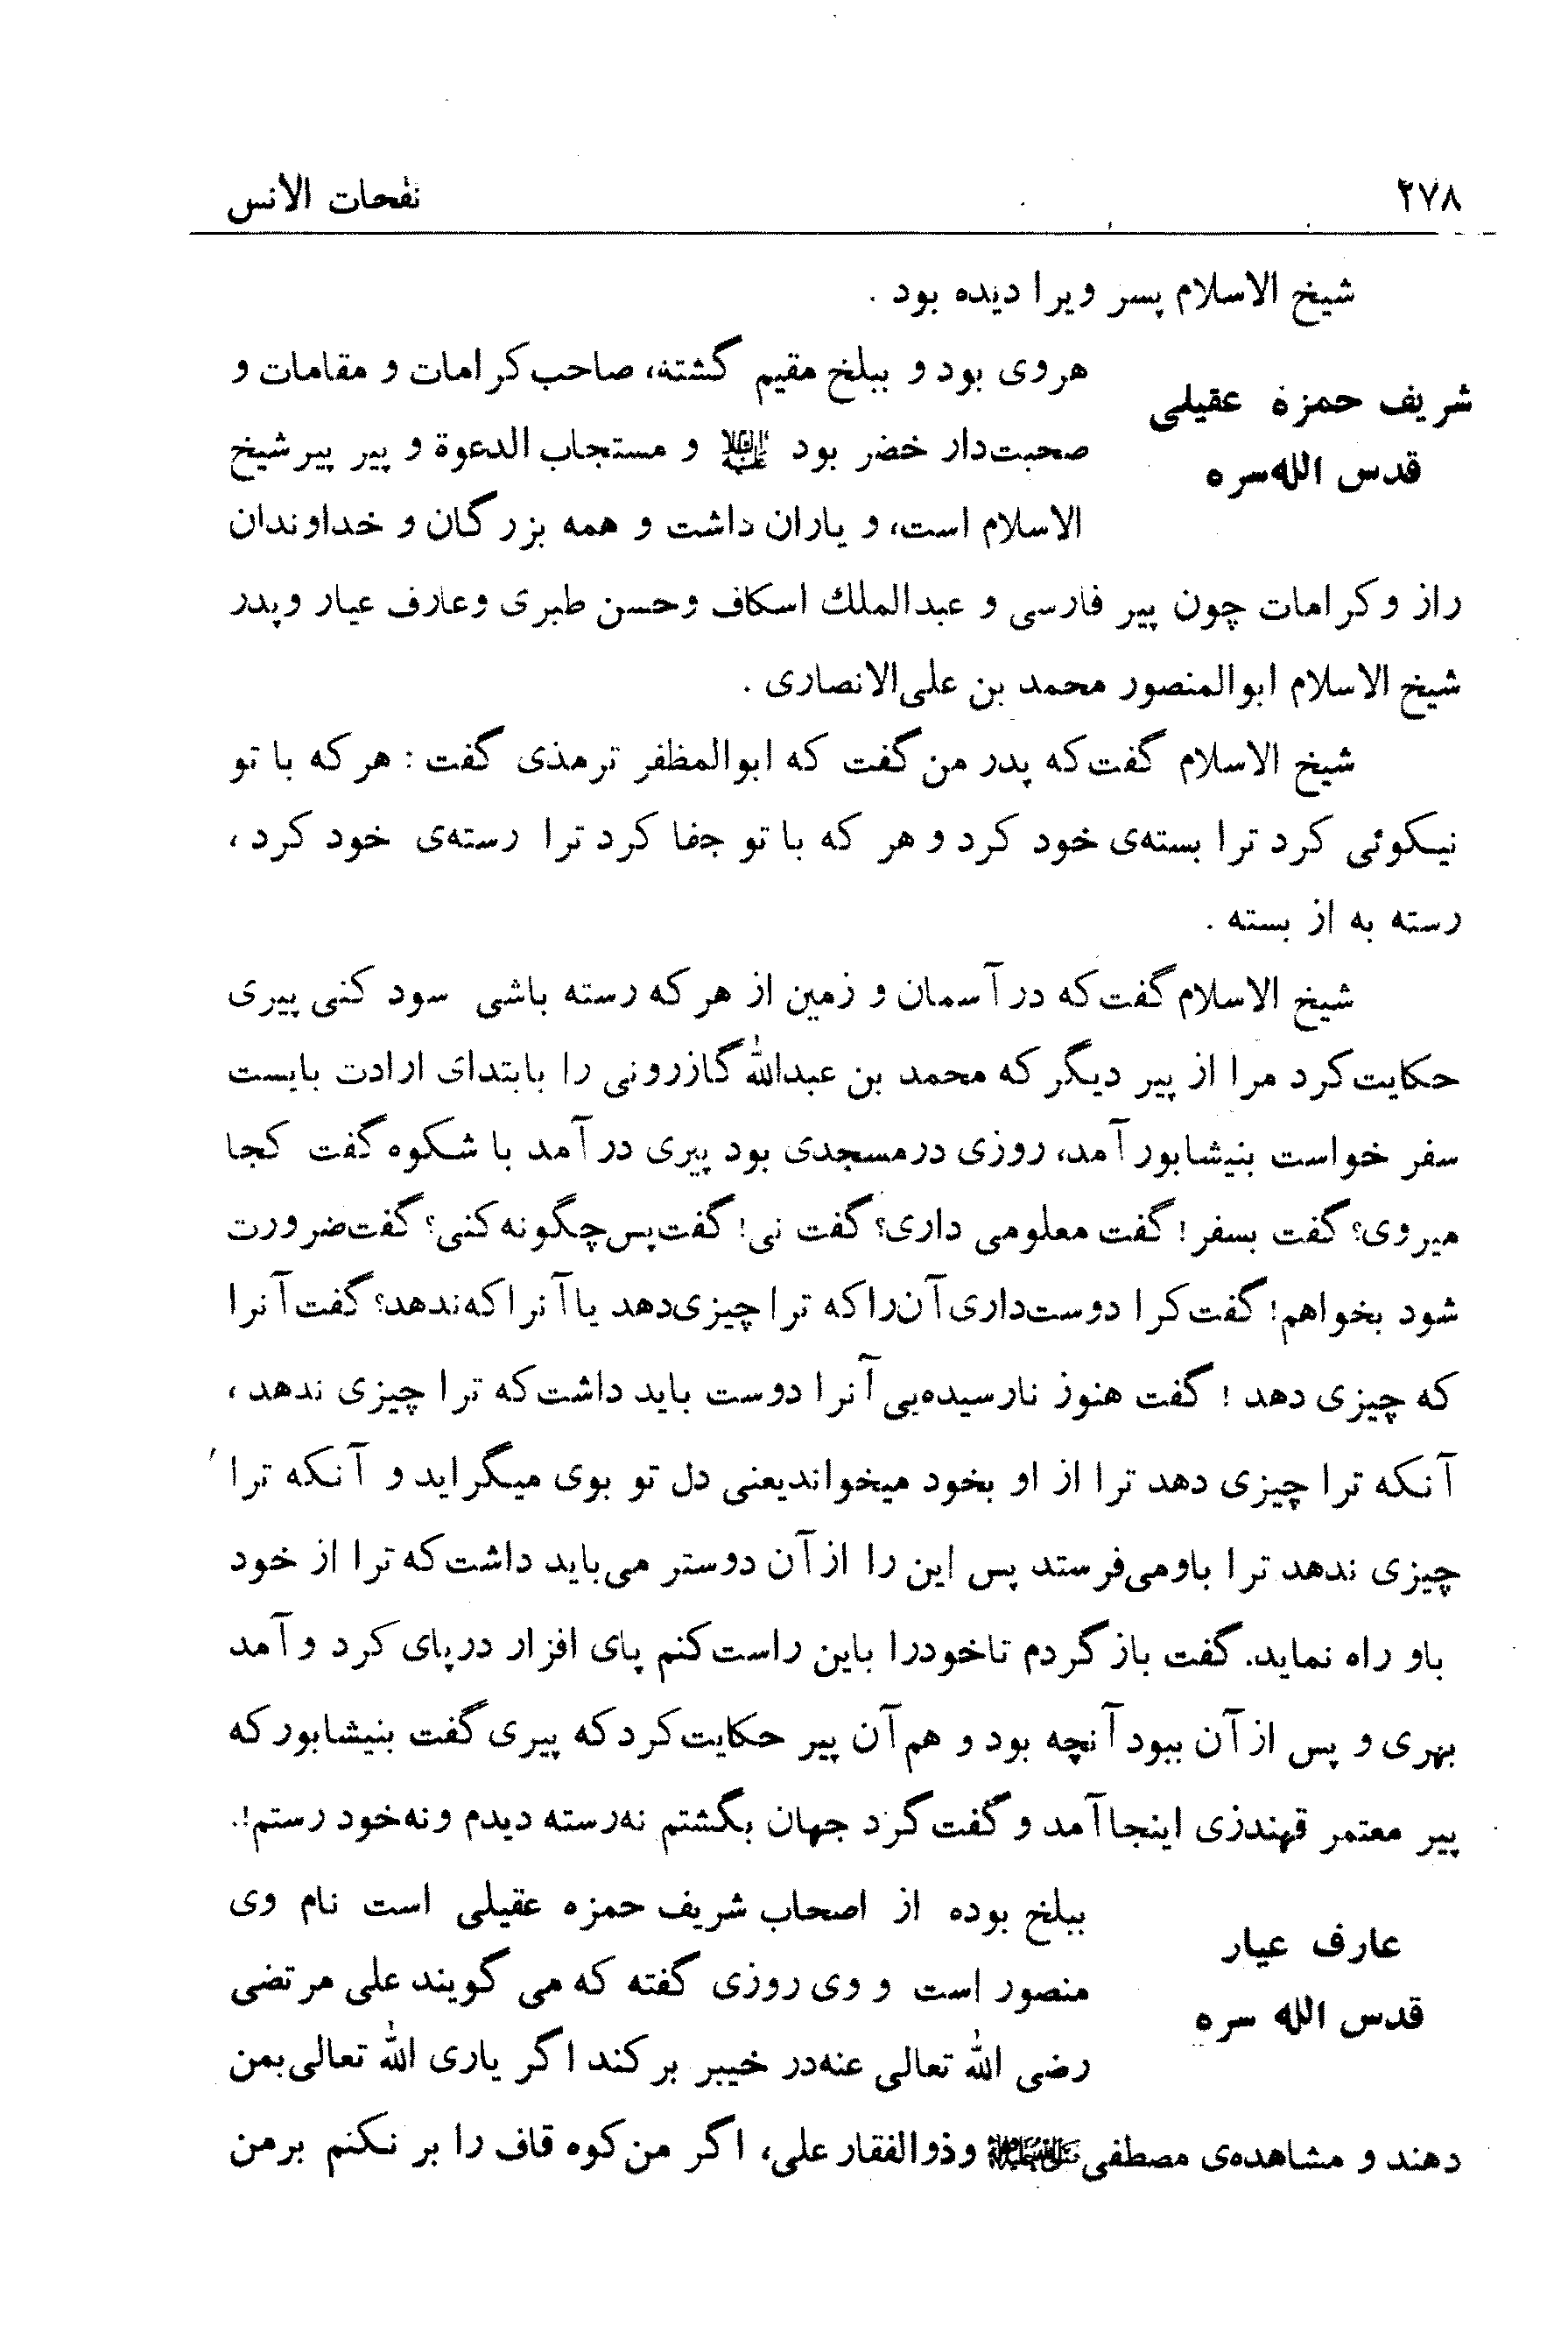 ۲۷۸
نفحات الانس
شیخ الاسلام پسر ویرا دیده بود .
شریف حمزه عقیلی
قدس الله سره
هروی بود و ببلخ مقیم گشته، صاحب کرامات و مقامات و
صحبت‌دار خضر بود علیه‌السلام و مستجاب الدعوة و پیر پیر شیخ
الاسلام است، و یاران داشت و همه بزرگان و خداوندان
راز و کرامات چون پیر فارسی و عبدالملك اسکاف و حسن طبری و عارف عیار و پدر
شیخ الاسلام ابوالمنصور محمد بن علی‌الانصاری .
شیخ الاسلام گفت که پدر من گفت که ابوالمظفر ترمذی گفت : هر که با تو
نیکوئی کرد ترا بسته‌ی خود کرد و هر که با تو جفا کرد ترا رسته‌ی خود کرد ،
رسته به از بسته .
شیخ الاسلام گفت که در آسمان و زمین از هر که رسته باشی سود کنی پیری
حکایت کرد مرا از پیر دیگر که محمد بن عبدالله گازرونی را بابتدای ارادت بایست
سفر خواست بنیشابور آمد، روزی درمسجدی بود پیری در آمد با شکوه گفت کجا
میروی؟ گفت بسفر! گفت معلومی داری؟ گفت نی! گفت پس چگونه کنی؟ گفت ضرورت
شود بخواهم! گفت کرا دوست‌داری آن‌را که ترا چیزی‌دهد یا آنرا که ندهد؟ گفت آنرا
که چیزی دهد ! گفت هنوز نارسیده‌یی آنرا دوست باید داشت که ترا چیزی ندهد ،
آنکه ترا چیزی دهد ترا از او بخود میخواندیعنی دل تو بوی میگراید و آنکه ترا
چیزی ندهد ترا باومی‌فرستد پس این را از آن دوستر می‌باید داشت که ترا از خود
باو راه نماید. گفت باز گردم تاخودرا باین راست کنم پای افزار درپای کرد و آمد
بهری و پس از آن ببود آنچه بود و هم آن پیر حکایت کرد که پیری گفت بنیشابور که
پیر معتمر قهندزی اینجا آمد و گفت گرد جهان بگشتم نه‌رسته دیدم ونه‌خود رستم!.
عارف عیار
قدس الله سره
ببلخ بوده از اصحاب شریف حمزه عقیلی است نام وی
منصور است و وی روزی گفته که می گویند علی مرتضی
رضی الله تعالی عنه‌در خیبر بر کند اگر یاری الله تعالی بمن
دهند و مشاهده‌ی مصطفی ﷺ و ذوالفقار علی، اگر من کوه قاف را بر نکنم برمن